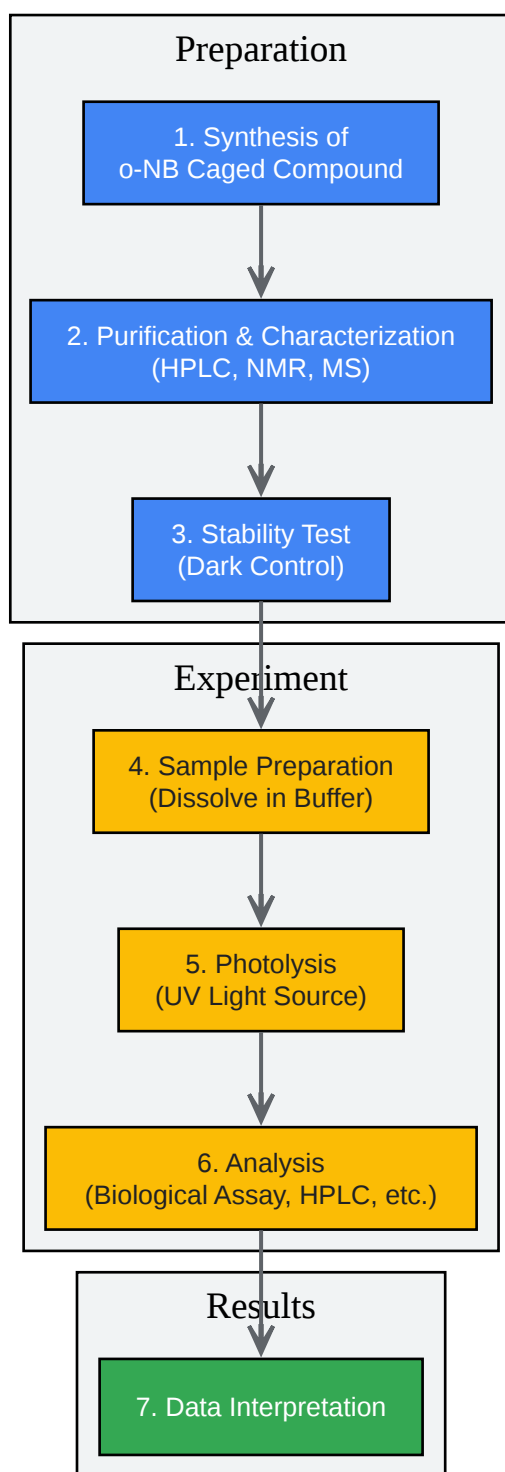 Preparation
1. Synthesis of
o-NB Caged Compound
2. Purification & Characterization
(HPLC, NMR, MS)
3. Stability Test
(Dark Control)
Experiment
4. Sample Preparation
(Dissolve in Buffer)
5. Photolysis
(UV Light Source)
6. Analysis
(Biological Assay, HPLC, etc.)
Results
7. Data Interpretation